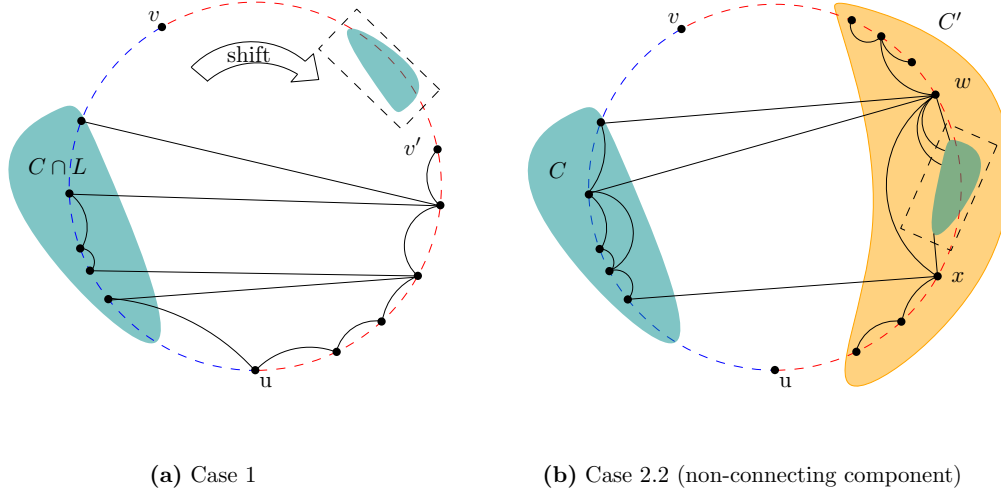 v
shift
C ∩ L
v′
u
(a) Case 1
v
C′
w
C
x
u
(b) Case 2.2 (non-connecting component)